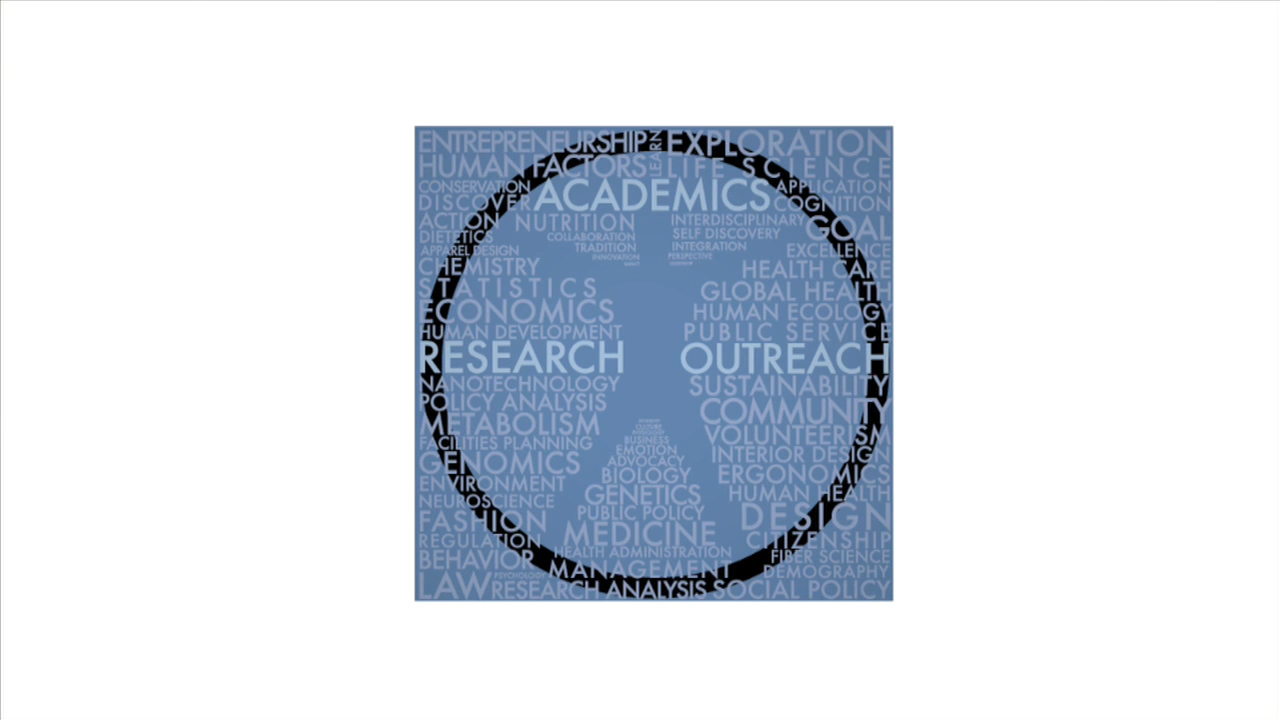 ENTREPRENEURSHIP LEARN EXPLORATION
HUMAN FACTORS LIFE SCIENCE
CONSERVATION ACADEMICS APPLICATION
DISCOVER COGNITION
ACTION NUTRITION INTERDISCIPLINARY GOAL
DIETETICS COLLABORATION SELF DISCOVERY
APPAREL DESIGN TRADITION INTEGRATION EXCELLENCE
INNOVATION PERSPECTIVE
CHEMISTRY HEALTH CARE
STATISTICS GLOBAL HEALTH
ECONOMICS HUMAN ECOLOGY
HUMAN DEVELOPMENT PUBLIC SERVICE
RESEARCH OUTREACH
NANOTECHNOLOGY SUSTAINABILITY
POLICY ANALYSIS COMMUNITY
METABOLISM CULTURE VOLUNTEERISM
FACILITIES PLANNING BUSINESS INTERIOR DESIGN
EMOTION
GENOMICS ADVOCACY ERGONOMICS
ENVIRONMENT BIOLOGY HUMAN HEALTH
NEUROSCIENCE GENETICS DESIGN
FASHION PUBLIC POLICY
REGULATION MEDICINE CITIZENSHIP
BEHAVIOR HEALTH ADMINISTRATION FIBER SCIENCE
MANAGEMENT DEMOGRAPHY
LAW PSYCHOLOGY RESEARCH ANALYSIS SOCIAL POLICY